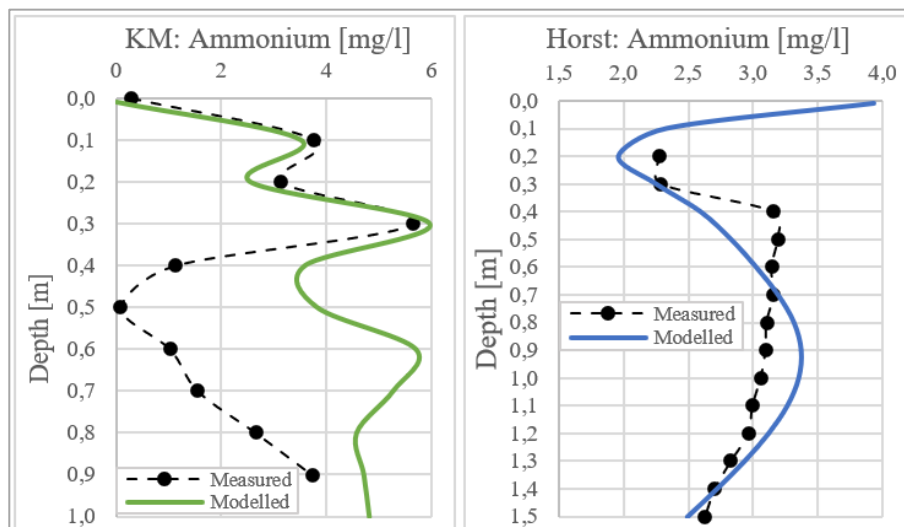 KM: Ammonium [mg/l]
0 2 4 6
0,0
0,1
0,2
0,3
0,4
0,5
0,6
0,7
0,8
0,9
1,0
Depth [m]
Measured
Modelled
Horst: Ammonium [mg/l]
1,5 2,0 2,5 3,0 3,5 4,0
0,0
0,1
0,2
0,3
0,4
0,5
0,6
0,7
0,8
0,9
1,0
1,1
1,2
1,3
1,4
1,5
Depth [m]
Measured
Modelled